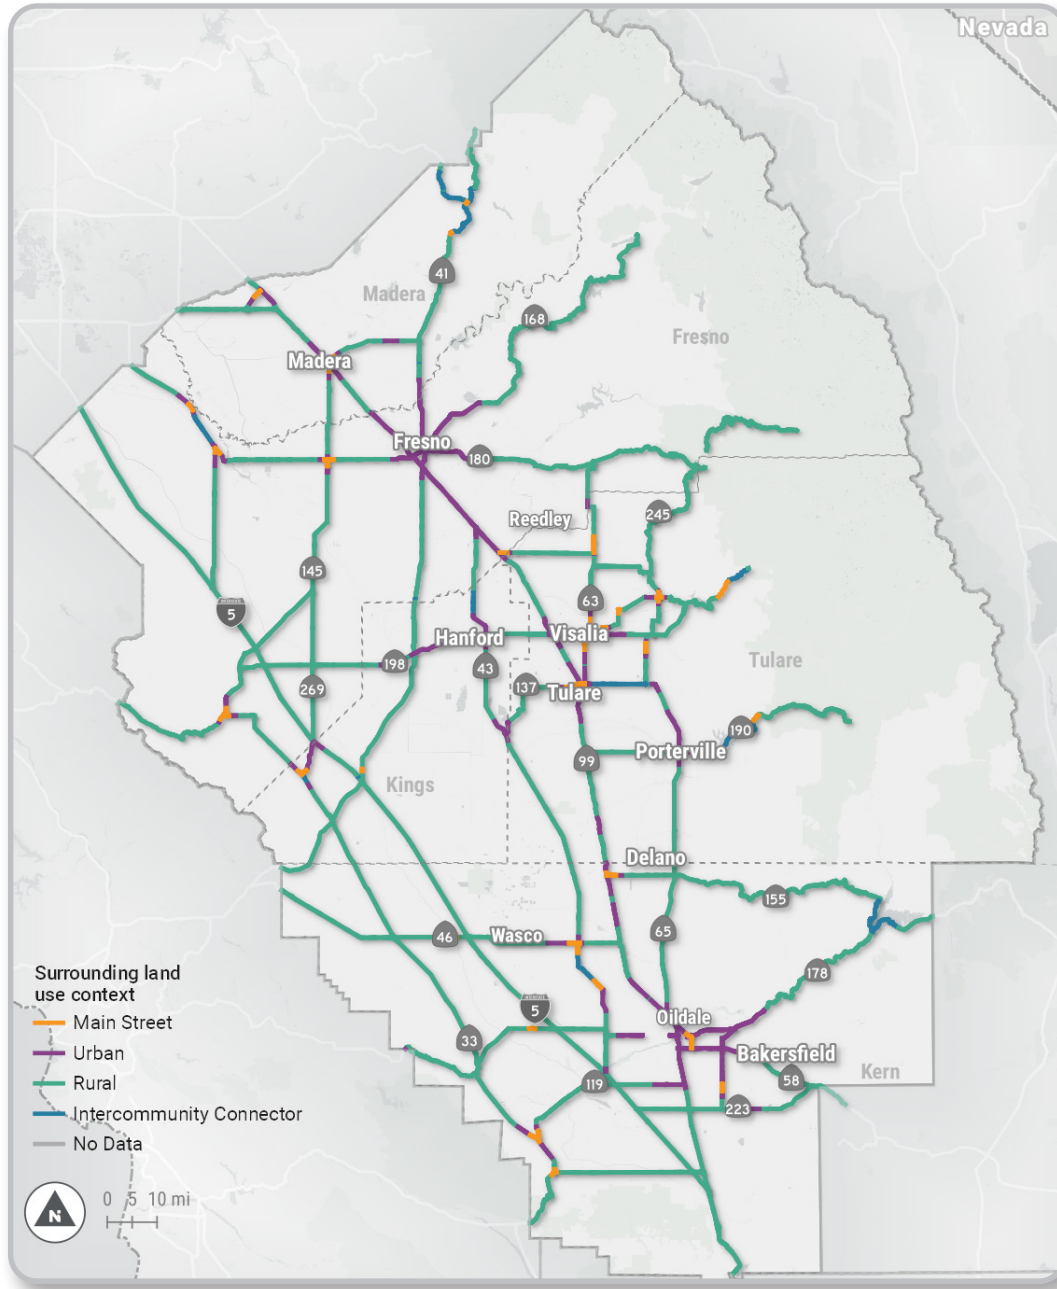 Nevada
41
Madera
168
Fresno
Madera
Fresno
180
Reedley
245
145
5
63
Hanford
Visalia
198
43
Tulare
269
137
Tulare
190
99
Porterville
Kings
Delano
155
65
46
Wasco
178
5
Oildale
33
Bakersfield
Kern
58
119
223
Surrounding land
use context
Main Street
Urban
Rural
Intercommunity Connector
No Data
N
0 5 10 mi